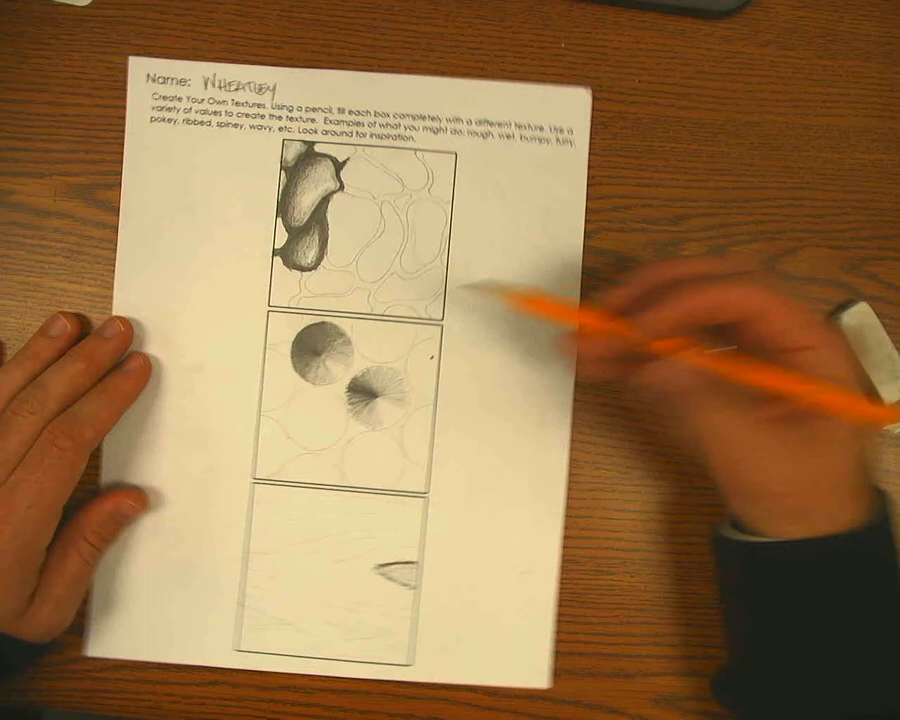 Name: WHEATLEY
Create Your Own Textures. Using a pencil, fill each box completely with a different texture. Use a
variety of values to create the texture. Examples of what you might do: rough, wet, bumpy, furry,
pokey, ribbed, spiney, wavy, etc. Look around for inspiration.